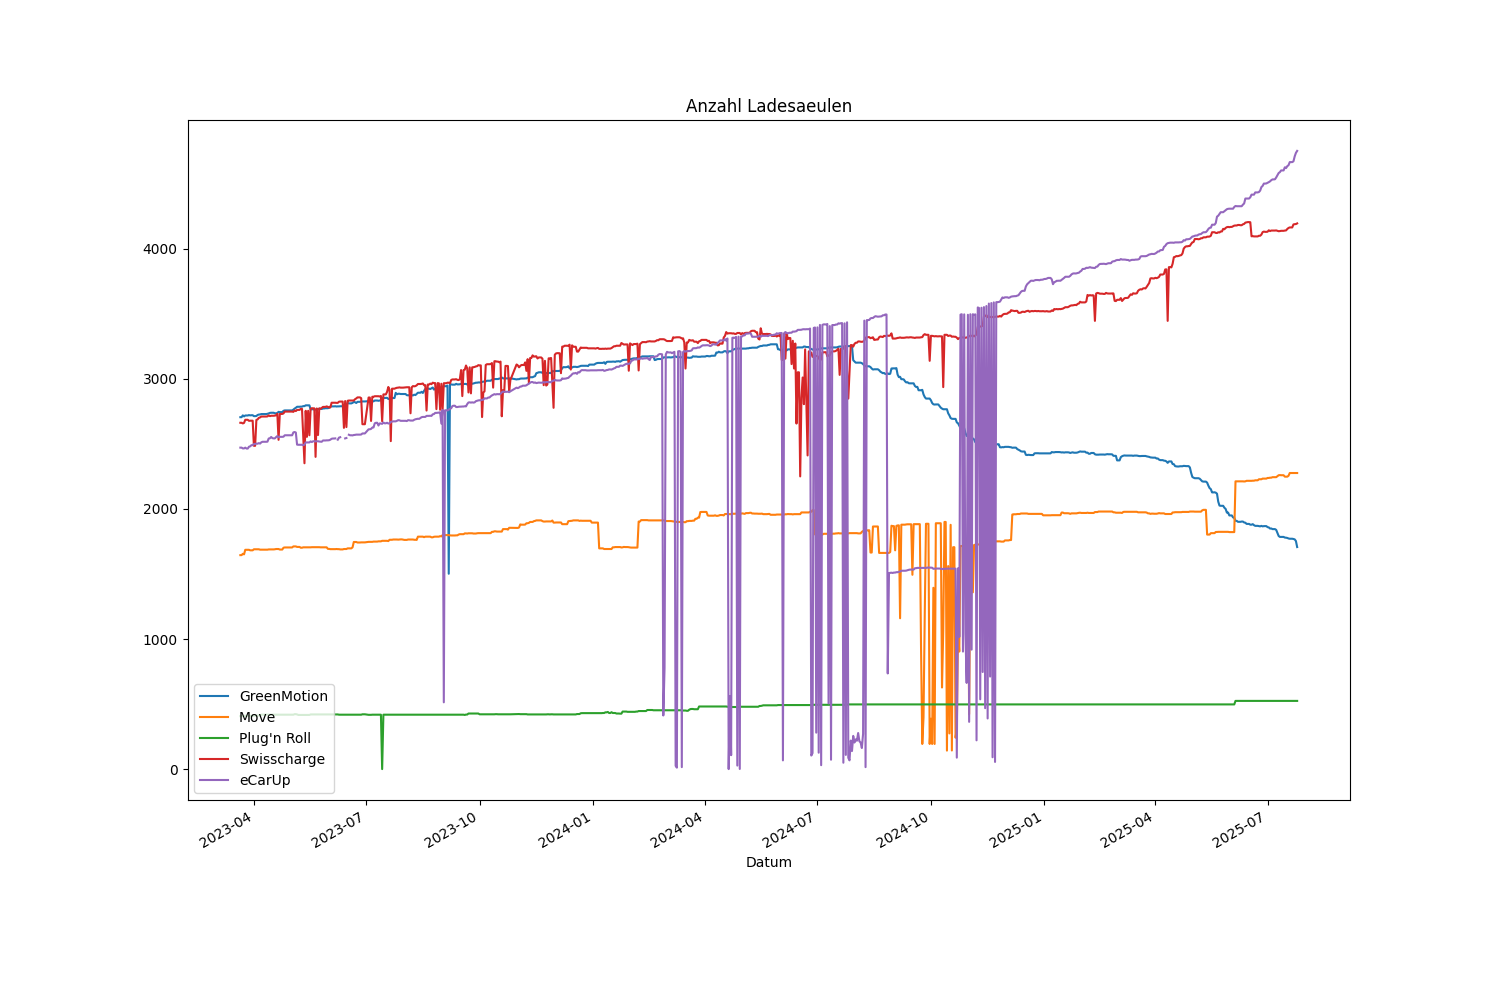 Anzahl Ladesaeulen
4000
3000
2000
1000
0
GreenMotion
Move
Plug'n Roll
Swisscharge
eCarUp
2023-04
2023-07
2023-10
2024-01
2024-04
2024-07
2024-10
2025-01
2025-04
2025-07
Datum